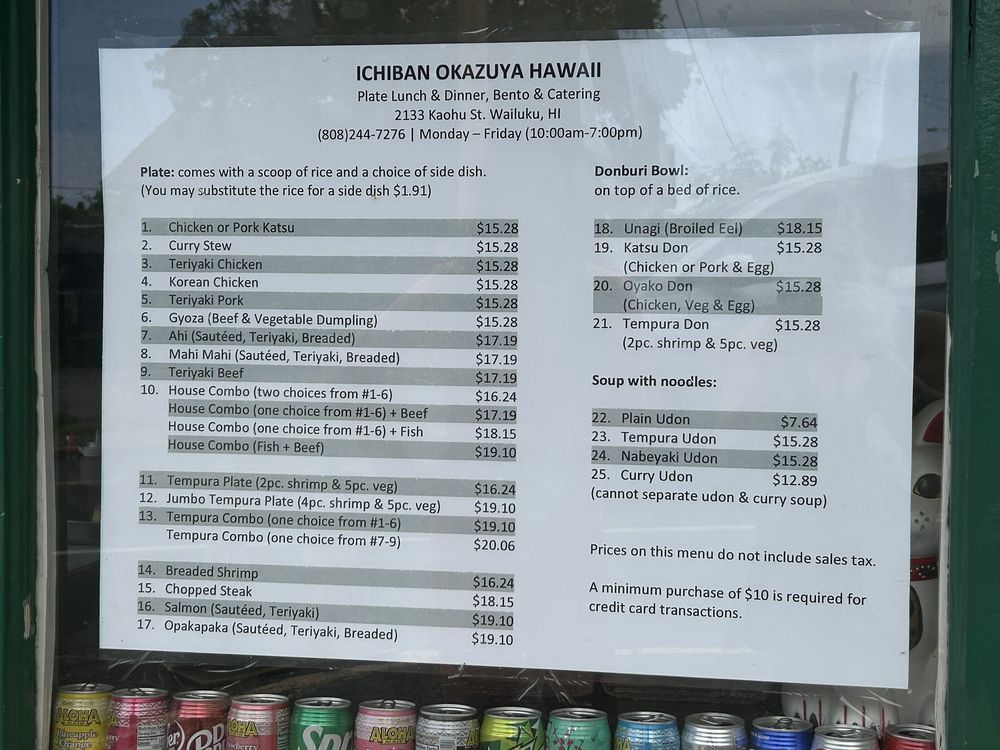 ICHIBAN OKAZUYA HAWAII
Plate Lunch & Dinner, Bento & Catering
2133 Kaohu St. Wailuku, HI
(808)244-7276 | Monday – Friday (10:00am-7:00pm)
Plate: comes with a scoop of rice and a choice of side dish.
(You may substitute the rice for a side dish $1.91)
1. Chicken or Pork Katsu $15.28
2. Curry Stew $15.28
3. Teriyaki Chicken $15.28
4. Korean Chicken $15.28
5. Teriyaki Pork $15.28
6. Gyoza (Beef & Vegetable Dumpling) $15.28
7. Ahi (Sautéed, Teriyaki, Breaded) $17.19
8. Mahi Mahi (Sautéed, Teriyaki, Breaded) $17.19
9. Teriyaki Beef $17.19
10. House Combo (two choices from #1-6) $16.24
House Combo (one choice from #1-6) + Beef $17.19
House Combo (one choice from #1-6) + Fish $18.15
House Combo (Fish + Beef) $19.10
11. Tempura Plate (2pc. shrimp & 5pc. veg) $16.24
12. Jumbo Tempura Plate (4pc. shrimp & 5pc. veg) $19.10
13. Tempura Combo (one choice from #1-6) $19.10
Tempura Combo (one choice from #7-9) $20.06
14. Breaded Shrimp $16.24
15. Chopped Steak $18.15
16. Salmon (Sautéed, Teriyaki) $19.10
17. Opakapaka (Sautéed, Teriyaki, Breaded) $19.10
Donburi Bowl:
on top of a bed of rice.
18. Unagi (Broiled Eel) $18.15
19. Katsu Don $15.28
(Chicken or Pork & Egg)
20. Oyako Don $15.28
(Chicken, Veg & Egg)
21. Tempura Don $15.28
(2pc. shrimp & 5pc. veg)
Soup with noodles:
22. Plain Udon $7.64
23. Tempura Udon $15.28
24. Nabeyaki Udon $15.28
25. Curry Udon $12.89
(cannot separate udon & curry soup)
Prices on this menu do not include sales tax.
A minimum purchase of $10 is required for
credit card transactions.
ALOHA
Pineapple
Orange
ALOHA
ALOHA